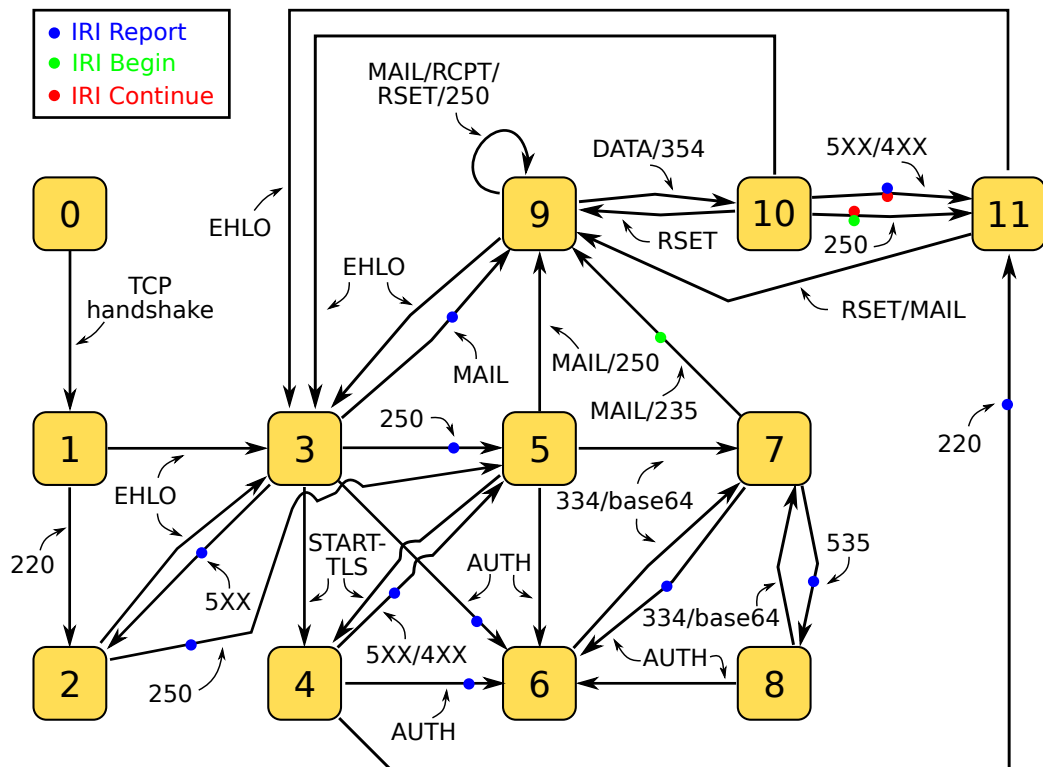 IRI Report
IRI Begin
IRI Continue
MAIL/RCPT/
RSET/250
DATA/354
5XX/4XX
0
9
10
11
EHLO
RSET
250
TCP
handshake
EHLO
RSET/MAIL
MAIL/250
MAIL
MAIL/235
250
220
1
3
5
7
EHLO
334/base64
220
START-
TLS
AUTH
535
5XX
334/base64
5XX/4XX
AUTH
250
2
4
6
8
AUTH